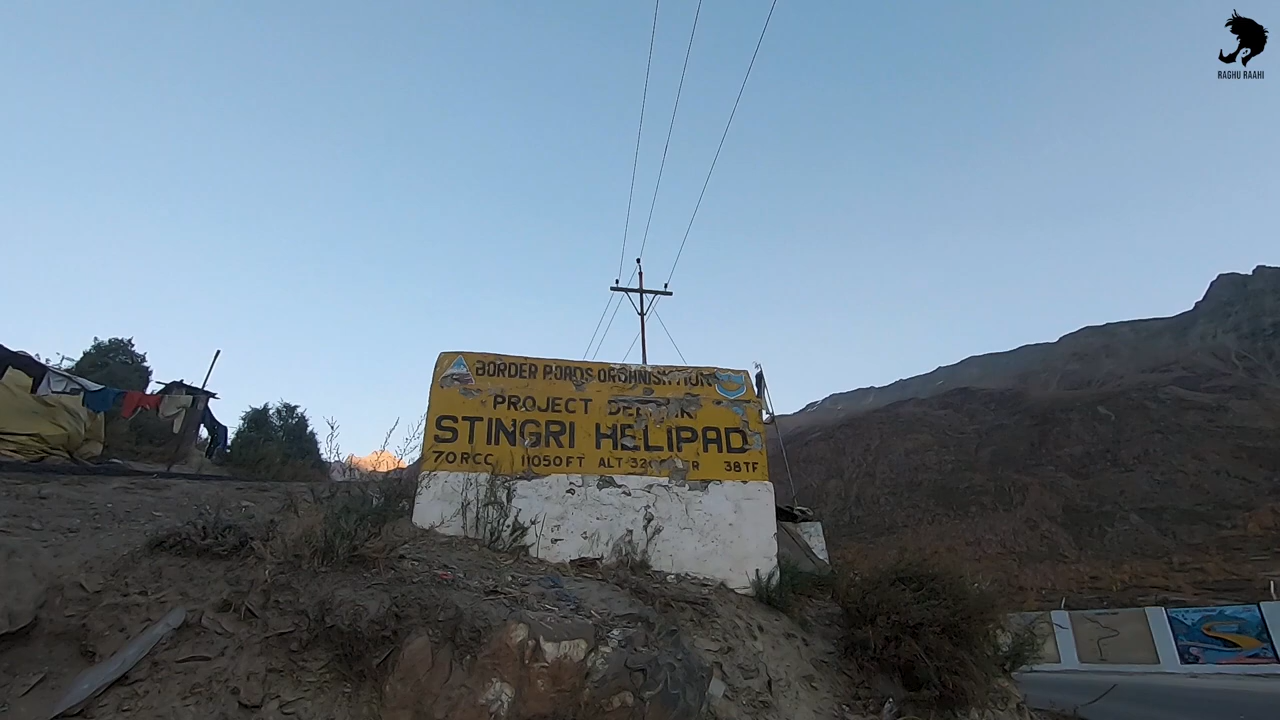 RAGHU RAAHI
BORDER ROADS ORGANISATION
PROJECT
STINGRI HELIPAD
70 RCC 11050 FT ALT 38 TF